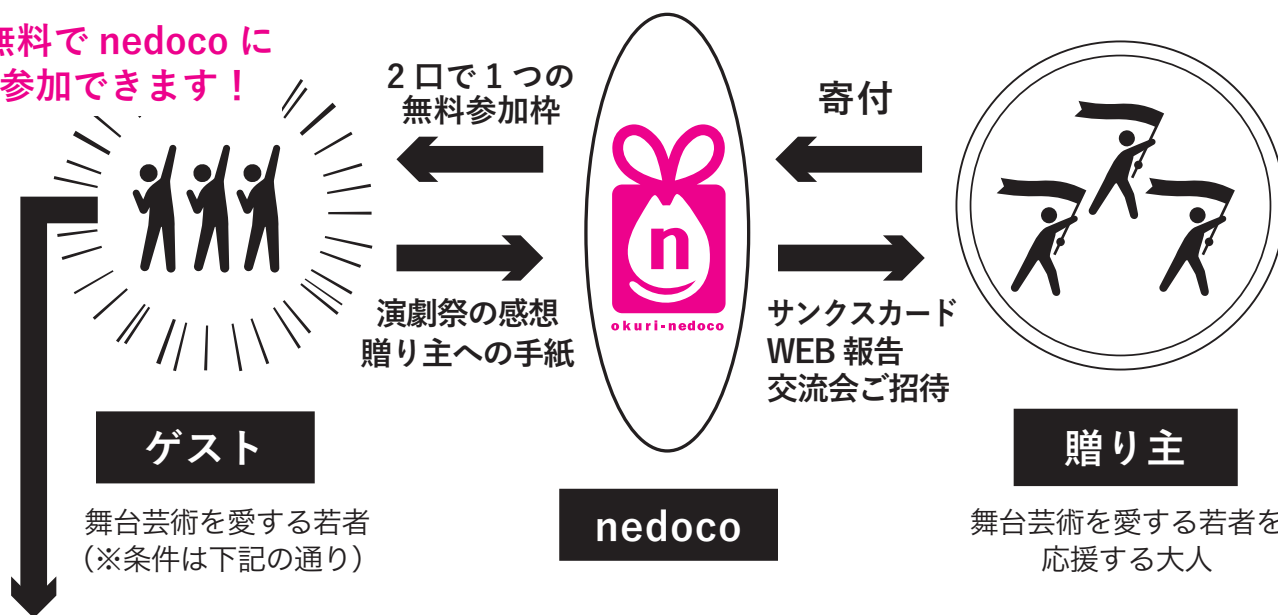 無料で nedoco に
参加できます！
2 口で 1 つの
無料参加枠
寄付
n
okuri-nedoco
演劇祭の感想
贈り主への手紙
サンクスカード
WEB 報告
交流会ご招待
ゲスト
舞台芸術を愛する若者
（※条件は下記の通り）
nedoco
贈り主
舞台芸術を愛する若者を
応援する大人